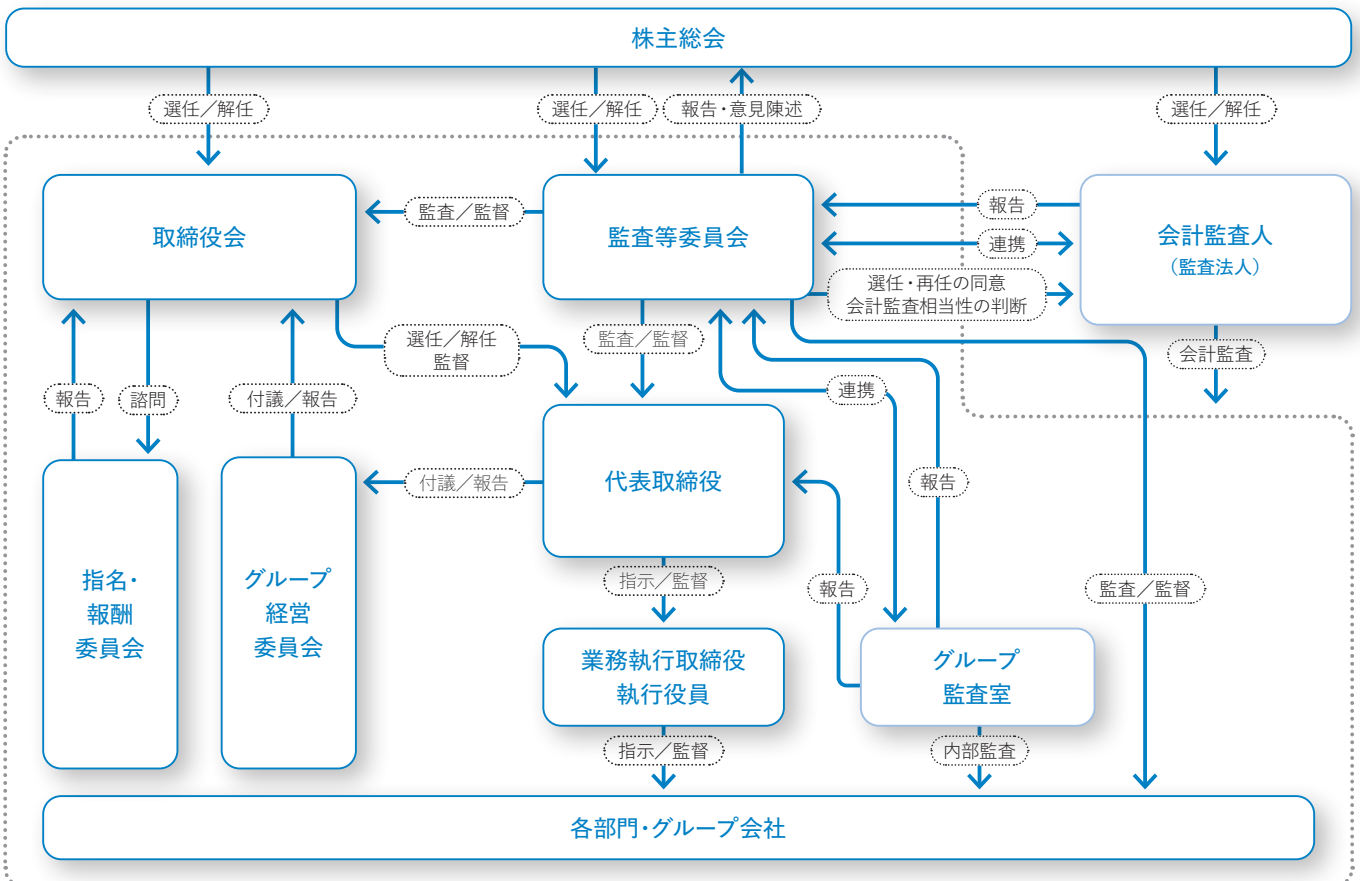 株主総会
選任／解任
選任／解任
報告・意見陳述
選任／解任
取締役会
監査／監督
監査等委員会
報告
連携
選任・再任の同意
会計監査相当性の判断
会計監査人
（監査法人）
選任／解任
監督
監査／監督
会計監査
報告
諮問
付議／報告
連携
指名・
報酬
委員会
グループ
経営
委員会
付議／報告
代表取締役
報告
指示／監督
報告
監査／監督
業務執行取締役
執行役員
グループ
監査室
指示／監督
内部監査
各部門・グループ会社